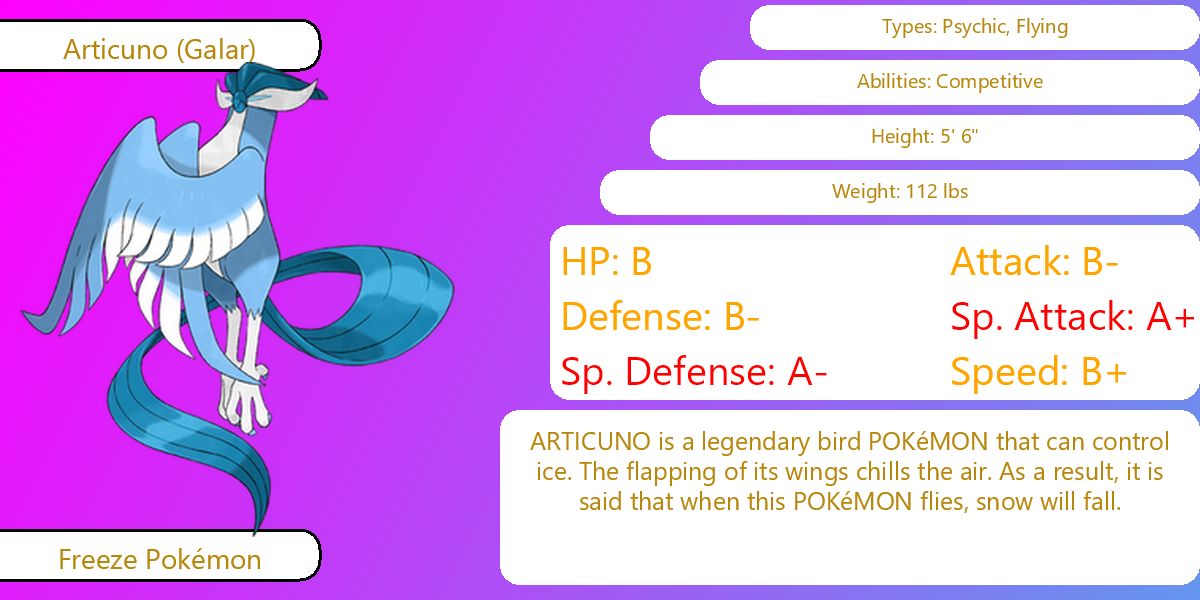 Articuno (Galar)
Types: Psychic, Flying
Abilities: Competitive
Height: 5' 6"
Weight: 112 lbs
HP: B
Attack: B-
Defense: B-
Sp. Attack: A+
Sp. Defense: A-
Speed: B+
ARTICUNO is a legendary bird POKéMON that can control
ice. The flapping of its wings chills the air. As a result, it is
said that when this POKéMON flies, snow will fall.
Freeze Pokémon